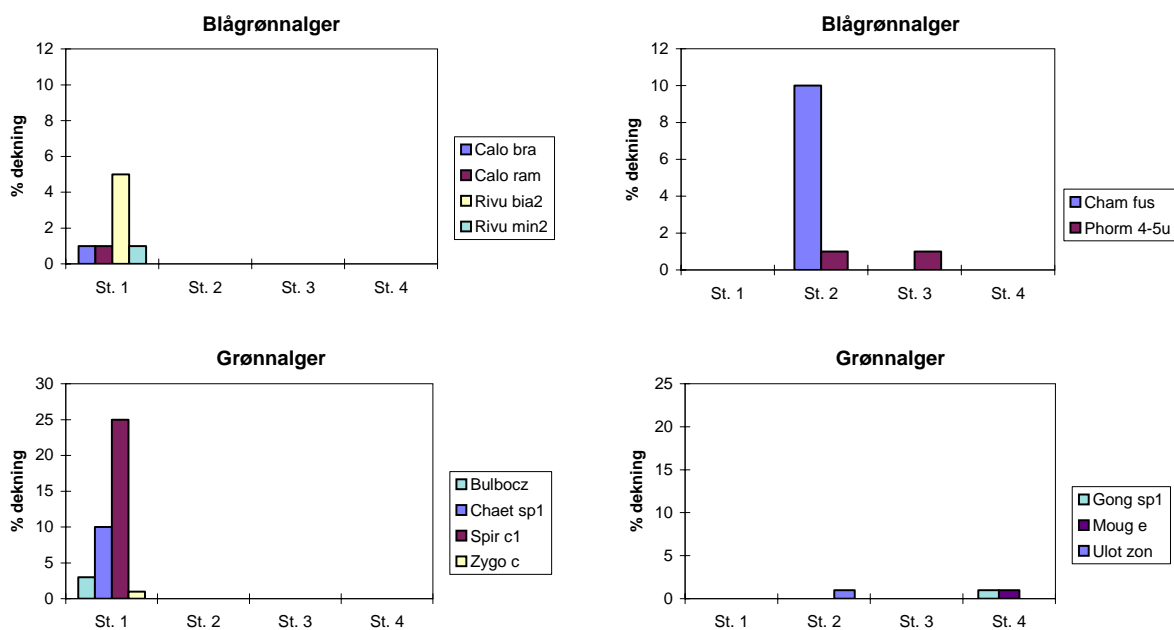 Blågrønnalger
12
10
8
6
4
2
0
% dekning
St. 1 St. 2 St. 3 St. 4
Calo bra
Calo ram
Rivu bia2
Rivu min2
Blågrønnalger
12
10
8
6
4
2
0
% dekning
St. 1 St. 2 St. 3 St. 4
Cham fus
Phorm 4-5u
Grønnalger
30
25
20
15
10
5
0
% dekning
St. 1 St. 2 St. 3 St. 4
Bulbocz
Chaet sp1
Spir c1
Zygo c
Grønnalger
25
20
15
10
5
0
% dekning
St. 1 St. 2 St. 3 St. 4
Gong sp1
Moug e
Ulot zon